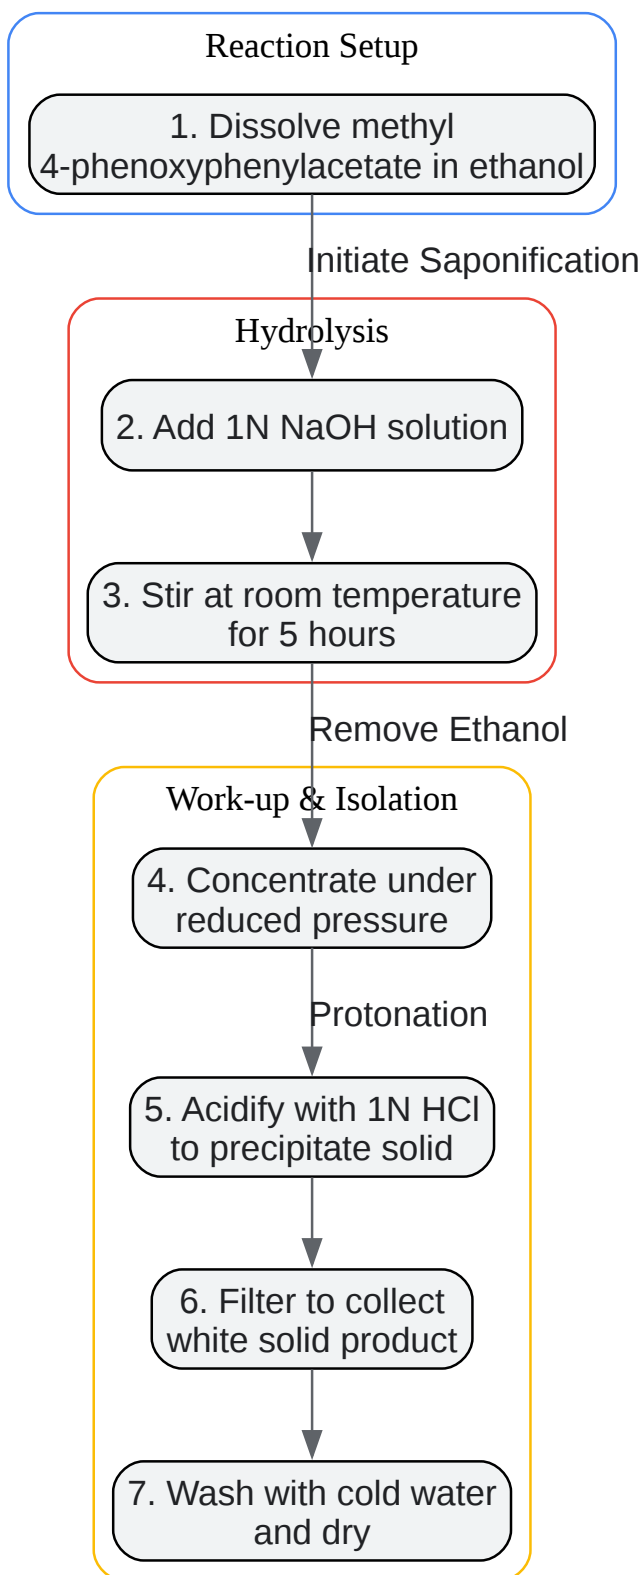 Reaction Setup
1. Dissolve methyl
4-phenoxyphenylacetate in ethanol
Initiate Saponification
Hydrolysis
2. Add 1N NaOH solution
3. Stir at room temperature
for 5 hours
Remove Ethanol
Work-up & Isolation
4. Concentrate under
reduced pressure
Protonation
5. Acidify with 1N HCl
to precipitate solid
6. Filter to collect
white solid product
7. Wash with cold water
and dry